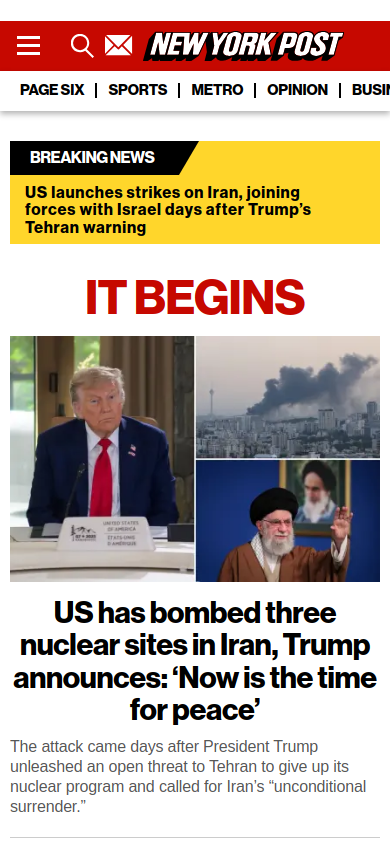 NEW YORK POST
PAGE SIX | SPORTS | METRO | OPINION | BUSI
BREAKING NEWS
US launches strikes on Iran, joining
forces with Israel days after Trump’s
Tehran warning
IT BEGINS
UNITED STATES
OF AMERICA
ÉTATS-UNIS
D'AMÉRIQUE
US has bombed three
nuclear sites in Iran, Trump
announces: ‘Now is the time
for peace’
The attack came days after President Trump
unleashed an open threat to Tehran to give up its
nuclear program and called for Iran’s “unconditional
surrender.”